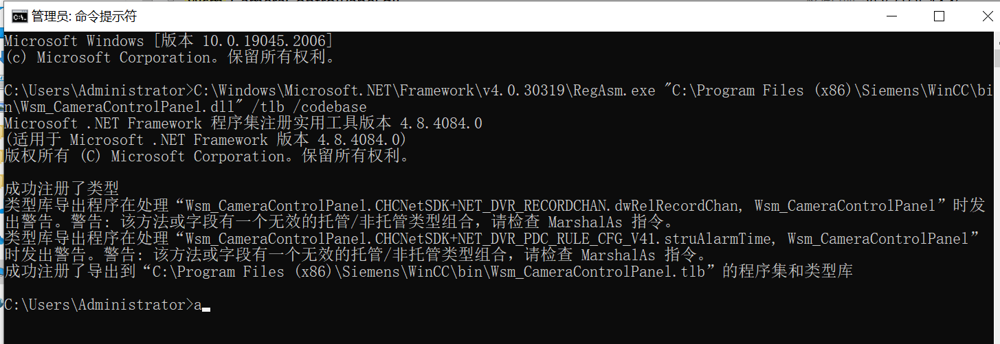 管理员: 命令提示符
Microsoft Windows [版本 10.0.19045.2006]
(c) Microsoft Corporation。保留所有权利。
C:\Users\Administrator>C:\Windows\Microsoft.NET\Framework\v4.0.30319\RegAsm.exe "C:\Program Files (x86)\Siemens\WinCC\bi
n\Wsm_CameraControlPanel.dll" /tlb /codebase
Microsoft .NET Framework 程序集注册实用工具版本 4.8.4084.0
(适用于 Microsoft .NET Framework 版本 4.8.4084.0)
版权所有 (C) Microsoft Corporation。保留所有权利。
成功注册了类型
类型库导出程序在处理“Wsm_CameraControlPanel.CHCNetSDK+NET_DVR_RECORDCHAN.dwRelRecordChan, Wsm_CameraControlPanel”时发
出警告。警告: 该方法或字段有一个无效的托管/非托管类型组合，请检查 MarshalAs 指令。
类型库导出程序在处理“Wsm_CameraControlPanel.CHCNetSDK+NET_DVR_PDC_RULE_CFG_V41.struAlarmTime, Wsm_CameraControlPanel”
时发出警告。警告: 该方法或字段有一个无效的托管/非托管类型组合，请检查 MarshalAs 指令。
成功注册了导出到“C:\Program Files (x86)\Siemens\WinCC\bin\Wsm_CameraControlPanel.tlb”的程序集和类型库
C:\Users\Administrator>a